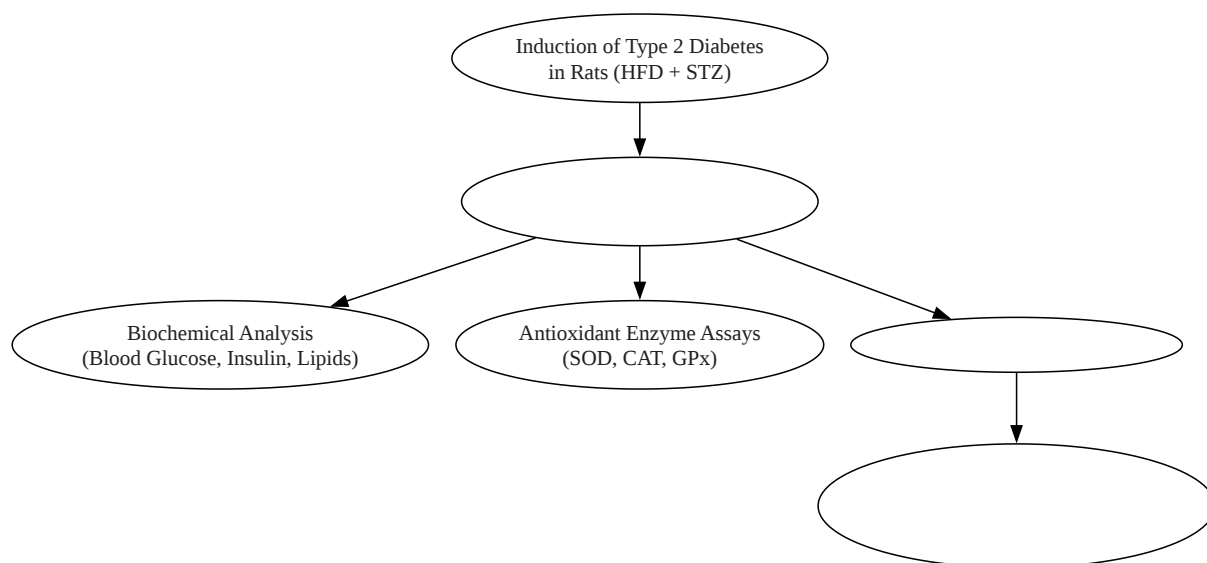 Induction of Type 2 Diabetes
in Rats (HFD + STZ)
Biochemical Analysis
(Blood Glucose, Insulin, Lipids)
Antioxidant Enzyme Assays
(SOD, CAT, GPx)